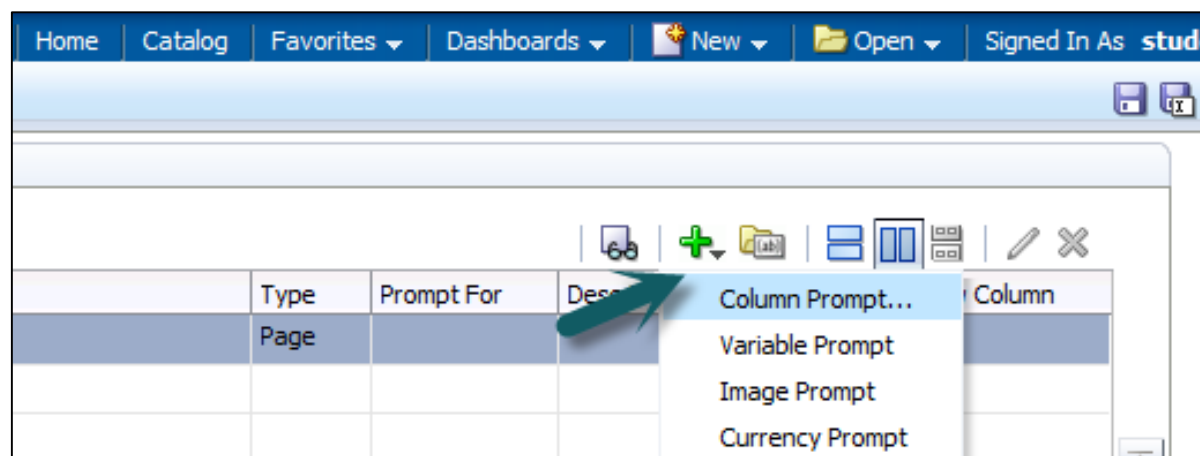 Home Catalog Favorites Dashboards New Open Signed In As stud
Type Prompt For Column
Page
Column Prompt...
Variable Prompt
Image Prompt
Currency Prompt